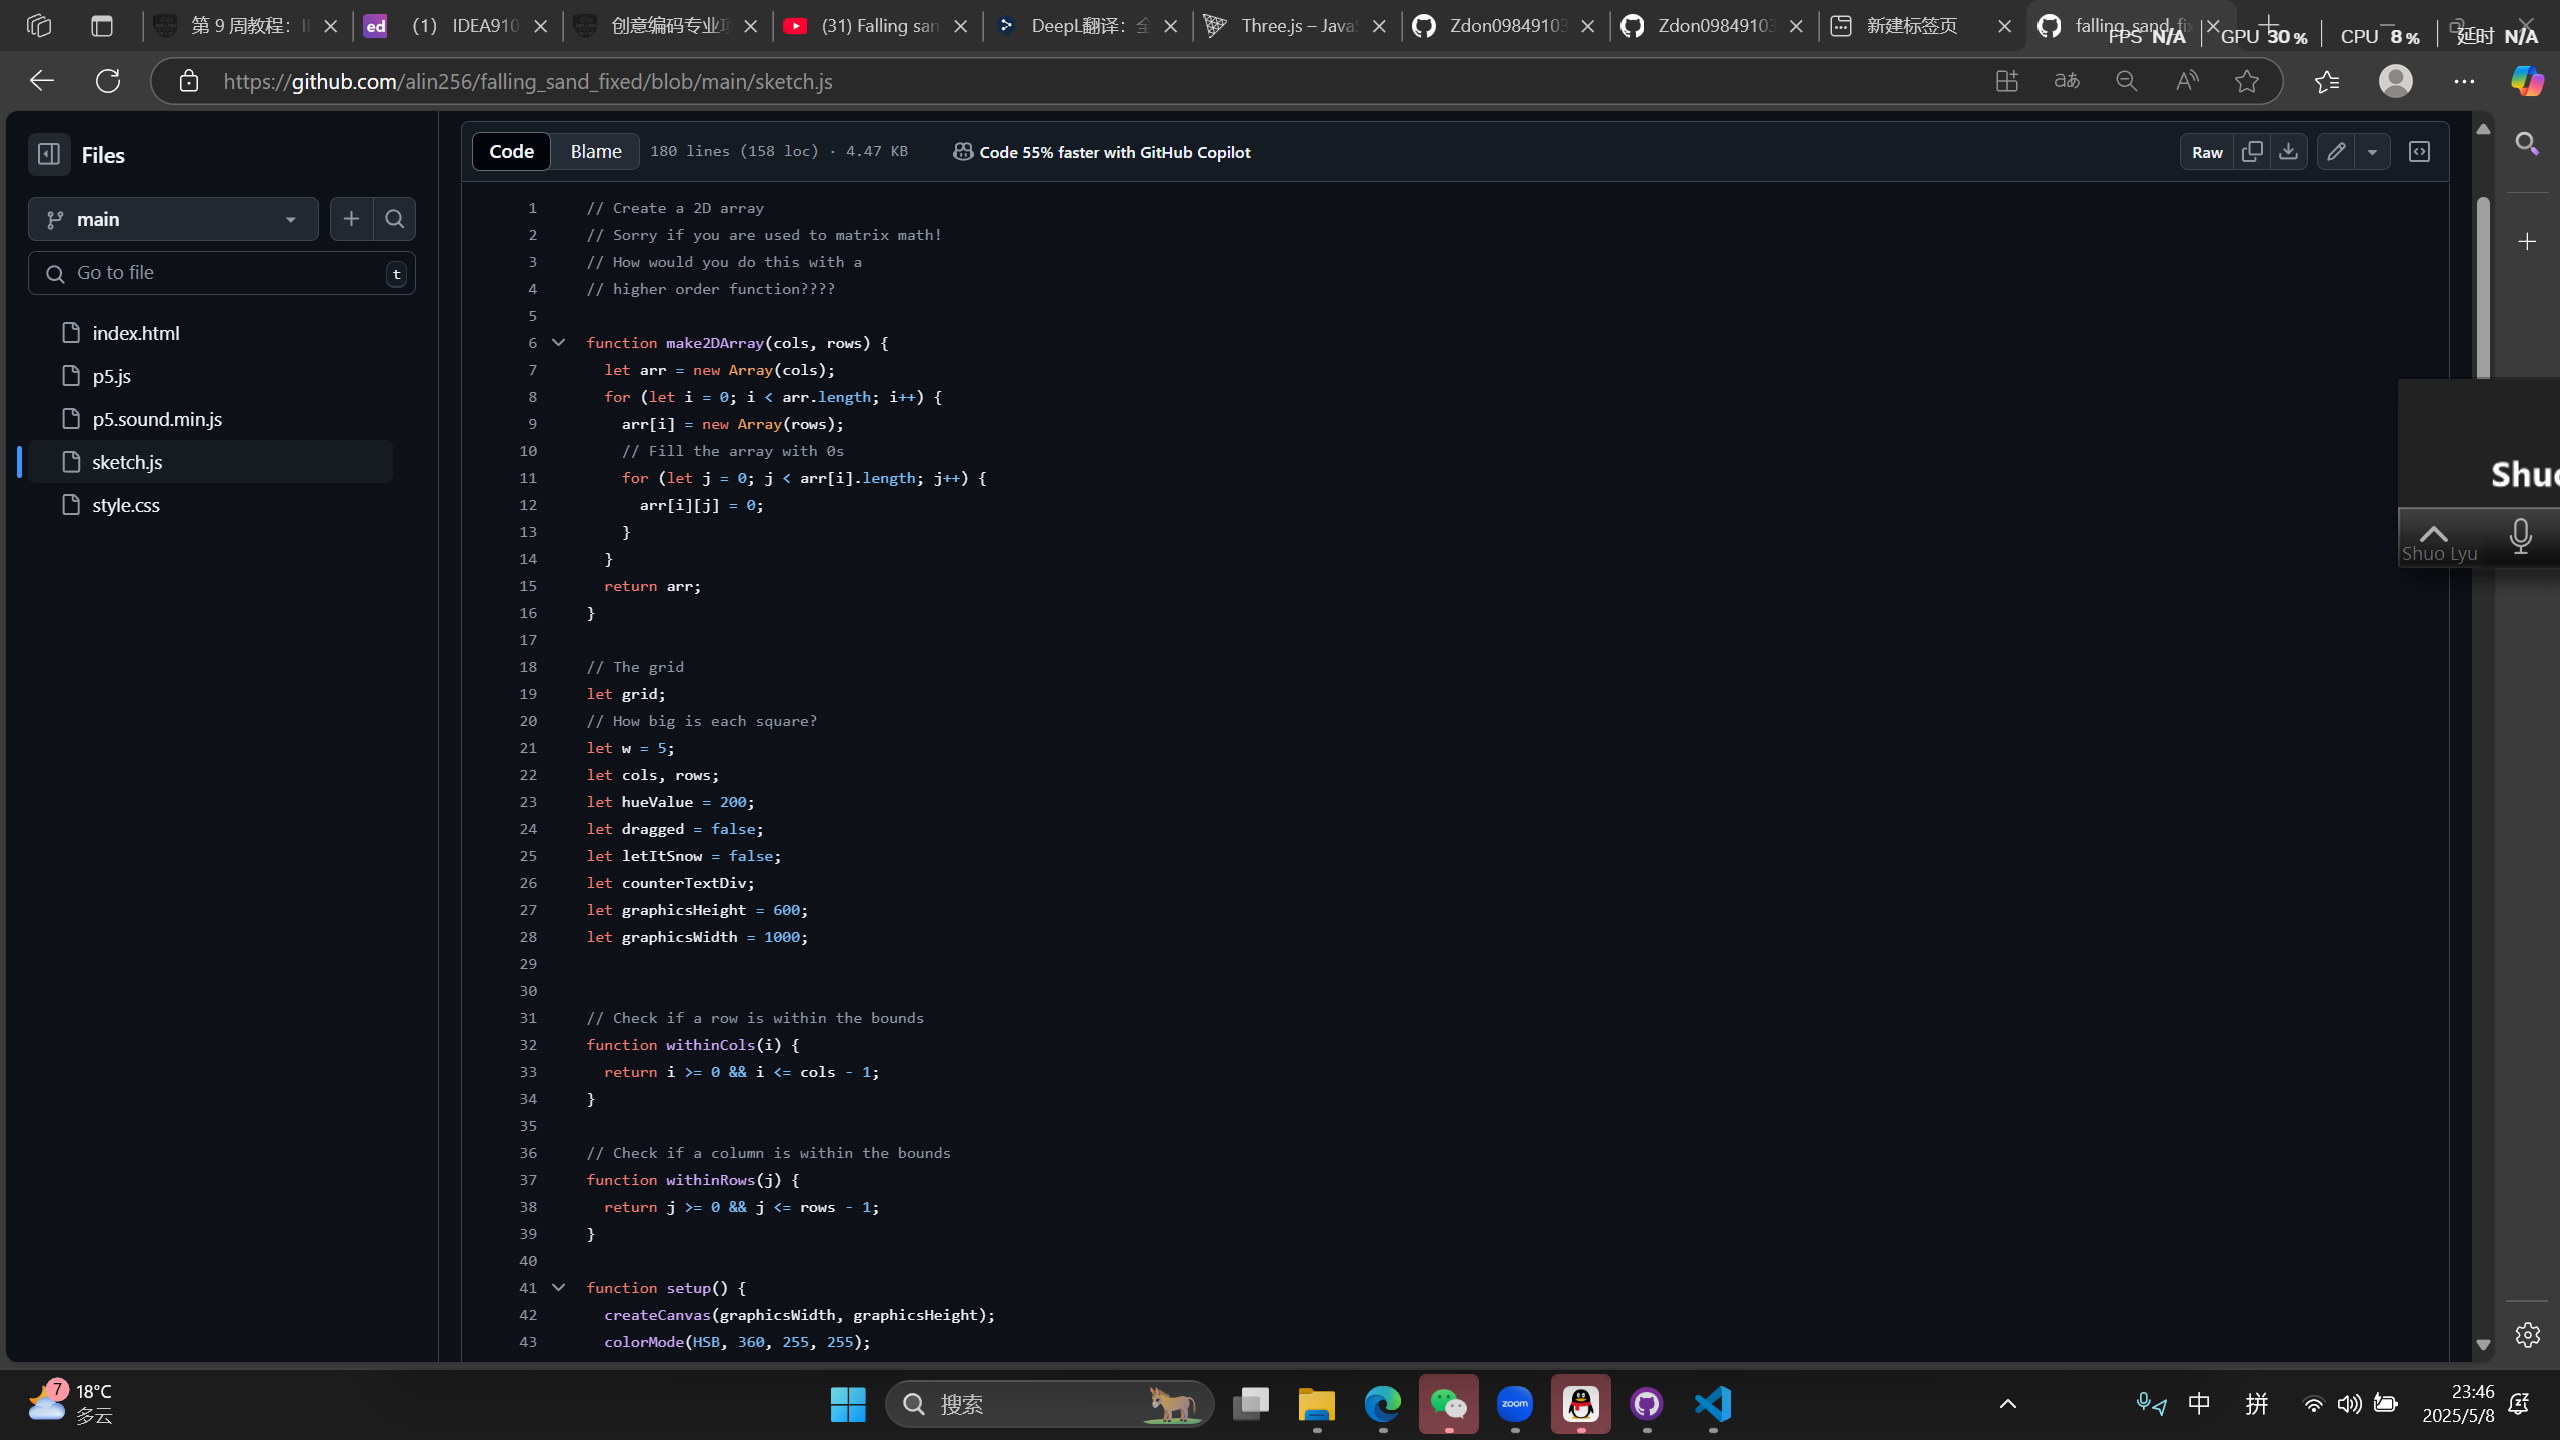 第 9 周教程：
(1) IDEA910
创意编码专业
(31) Falling san
DeepL翻译：
Three.js – Java
Zdon0984910
Zdon0984910
新建标签页
falling_sand_fix
FPS N/A
GPU 30 %
CPU 8 %
延时 N/A
https://github.com/alin256/falling_sand_fixed/blob/main/sketch.js
Files
main
Go to file
t
index.html
p5.js
p5.sound.min.js
sketch.js
style.css
Code
Blame
180 lines (158 loc) · 4.47 KB
Code 55% faster with GitHub Copilot
Raw
1 // Create a 2D array
2 // Sorry if you are used to matrix math!
3 // How would you do this with a
4 // higher order function????
5
6 function make2DArray(cols, rows) {
7 let arr = new Array(cols);
8 for (let i = 0; i < arr.length; i++) {
9 arr[i] = new Array(rows);
10 // Fill the array with 0s
11 for (let j = 0; j < arr[i].length; j++) {
12 arr[i][j] = 0;
13 }
14 }
15 return arr;
16 }
17
18 // The grid
19 let grid;
20 // How big is each square?
21 let w = 5;
22 let cols, rows;
23 let hueValue = 200;
24 let dragged = false;
25 let letItSnow = false;
26 let counterTextDiv;
27 let graphicsHeight = 600;
28 let graphicsWidth = 1000;
29
30
31 // Check if a row is within the bounds
32 function withinCols(i) {
33 return i >= 0 && i <= cols - 1;
34 }
35
36 // Check if a column is within the bounds
37 function withinRows(j) {
38 return j >= 0 && j <= rows - 1;
39 }
40
41 function setup() {
42 createCanvas(graphicsWidth, graphicsHeight);
43 colorMode(HSB, 360, 255, 255);
Shuo
Shuo Lyu
7
18°C
多云
搜索
zoom
中
拼
23:46
2025/5/8